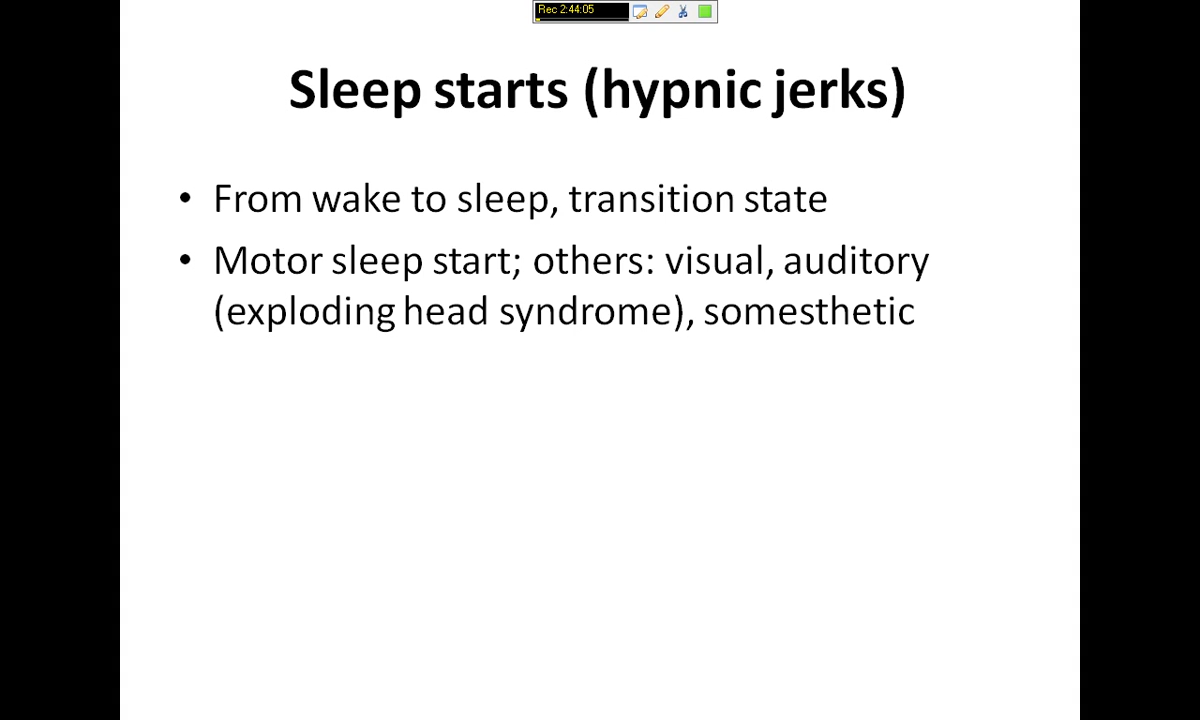 Rec 2:44:05
Sleep starts (hypnic jerks)
• From wake to sleep, transition state
• Motor sleep start; others: visual, auditory
(exploding head syndrome), somesthetic